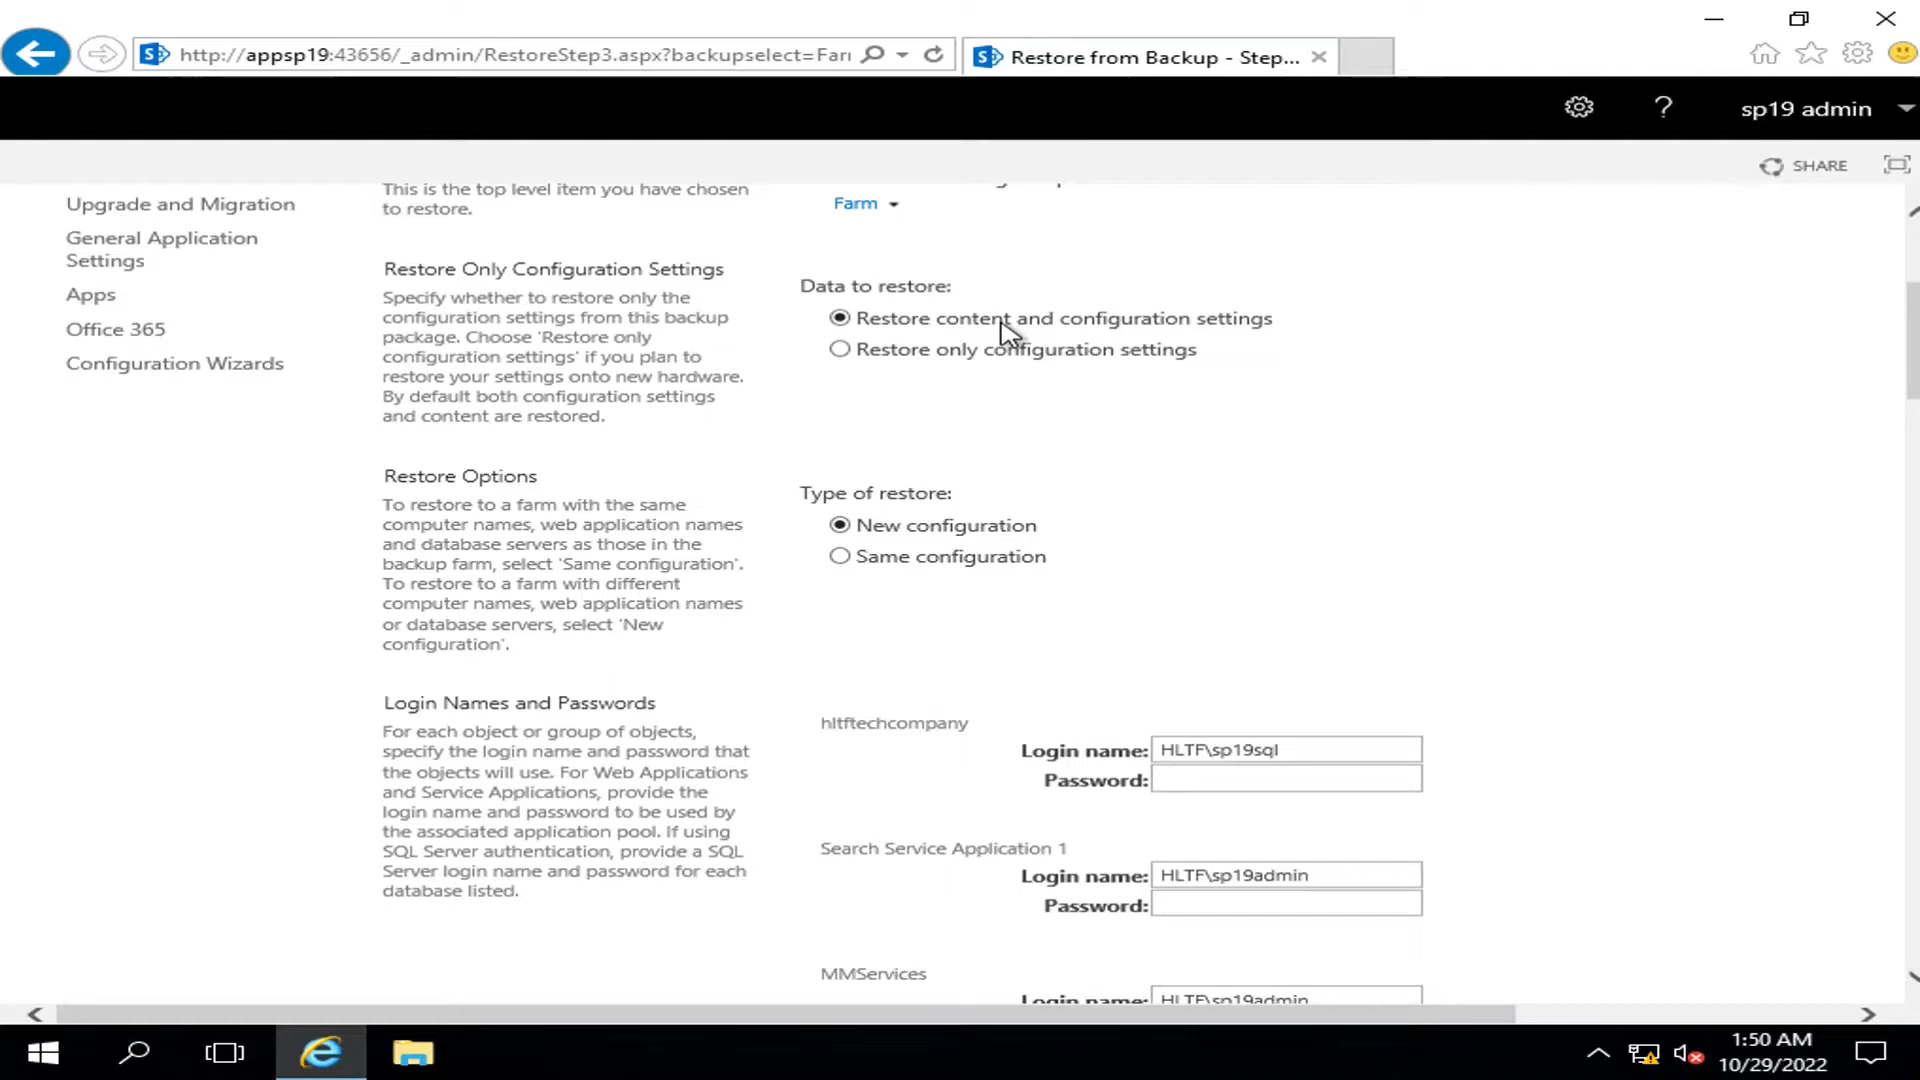 http://appsp19:43656/_admin/RestoreStep3.aspx?backupselect=Farm
Restore from Backup - Step...
sp19 admin
SHARE
Upgrade and Migration
General Application
Settings
Apps
Office 365
Configuration Wizards
This is the top level item you have chosen
to restore.
Farm
Restore Only Configuration Settings
Specify whether to restore only the
configuration settings from this backup
package. Choose 'Restore only
configuration settings' if you plan to
restore your settings onto new hardware.
By default both configuration settings
and content are restored.
Data to restore:
Restore content and configuration settings
Restore only configuration settings
Restore Options
To restore to a farm with the same
computer names, web application names
and database servers as those in the
backup farm, select 'Same configuration'.
To restore to a farm with different
computer names, web application names
or database servers, select 'New
configuration'.
Type of restore:
New configuration
Same configuration
Login Names and Passwords
For each object or group of objects,
specify the login name and password that
the objects will use. For Web Applications
and Service Applications, provide the
login name and password to be used by
the associated application pool. If using
SQL Server authentication, provide a SQL
Server login name and password for each
database listed.
hltftechcompany
Login name: HLTF\sp19sql
Password:
Search Service Application 1
Login name: HLTF\sp19admin
Password:
MMServices
Login name: HLTF\sp19admin
1:50 AM
10/29/2022